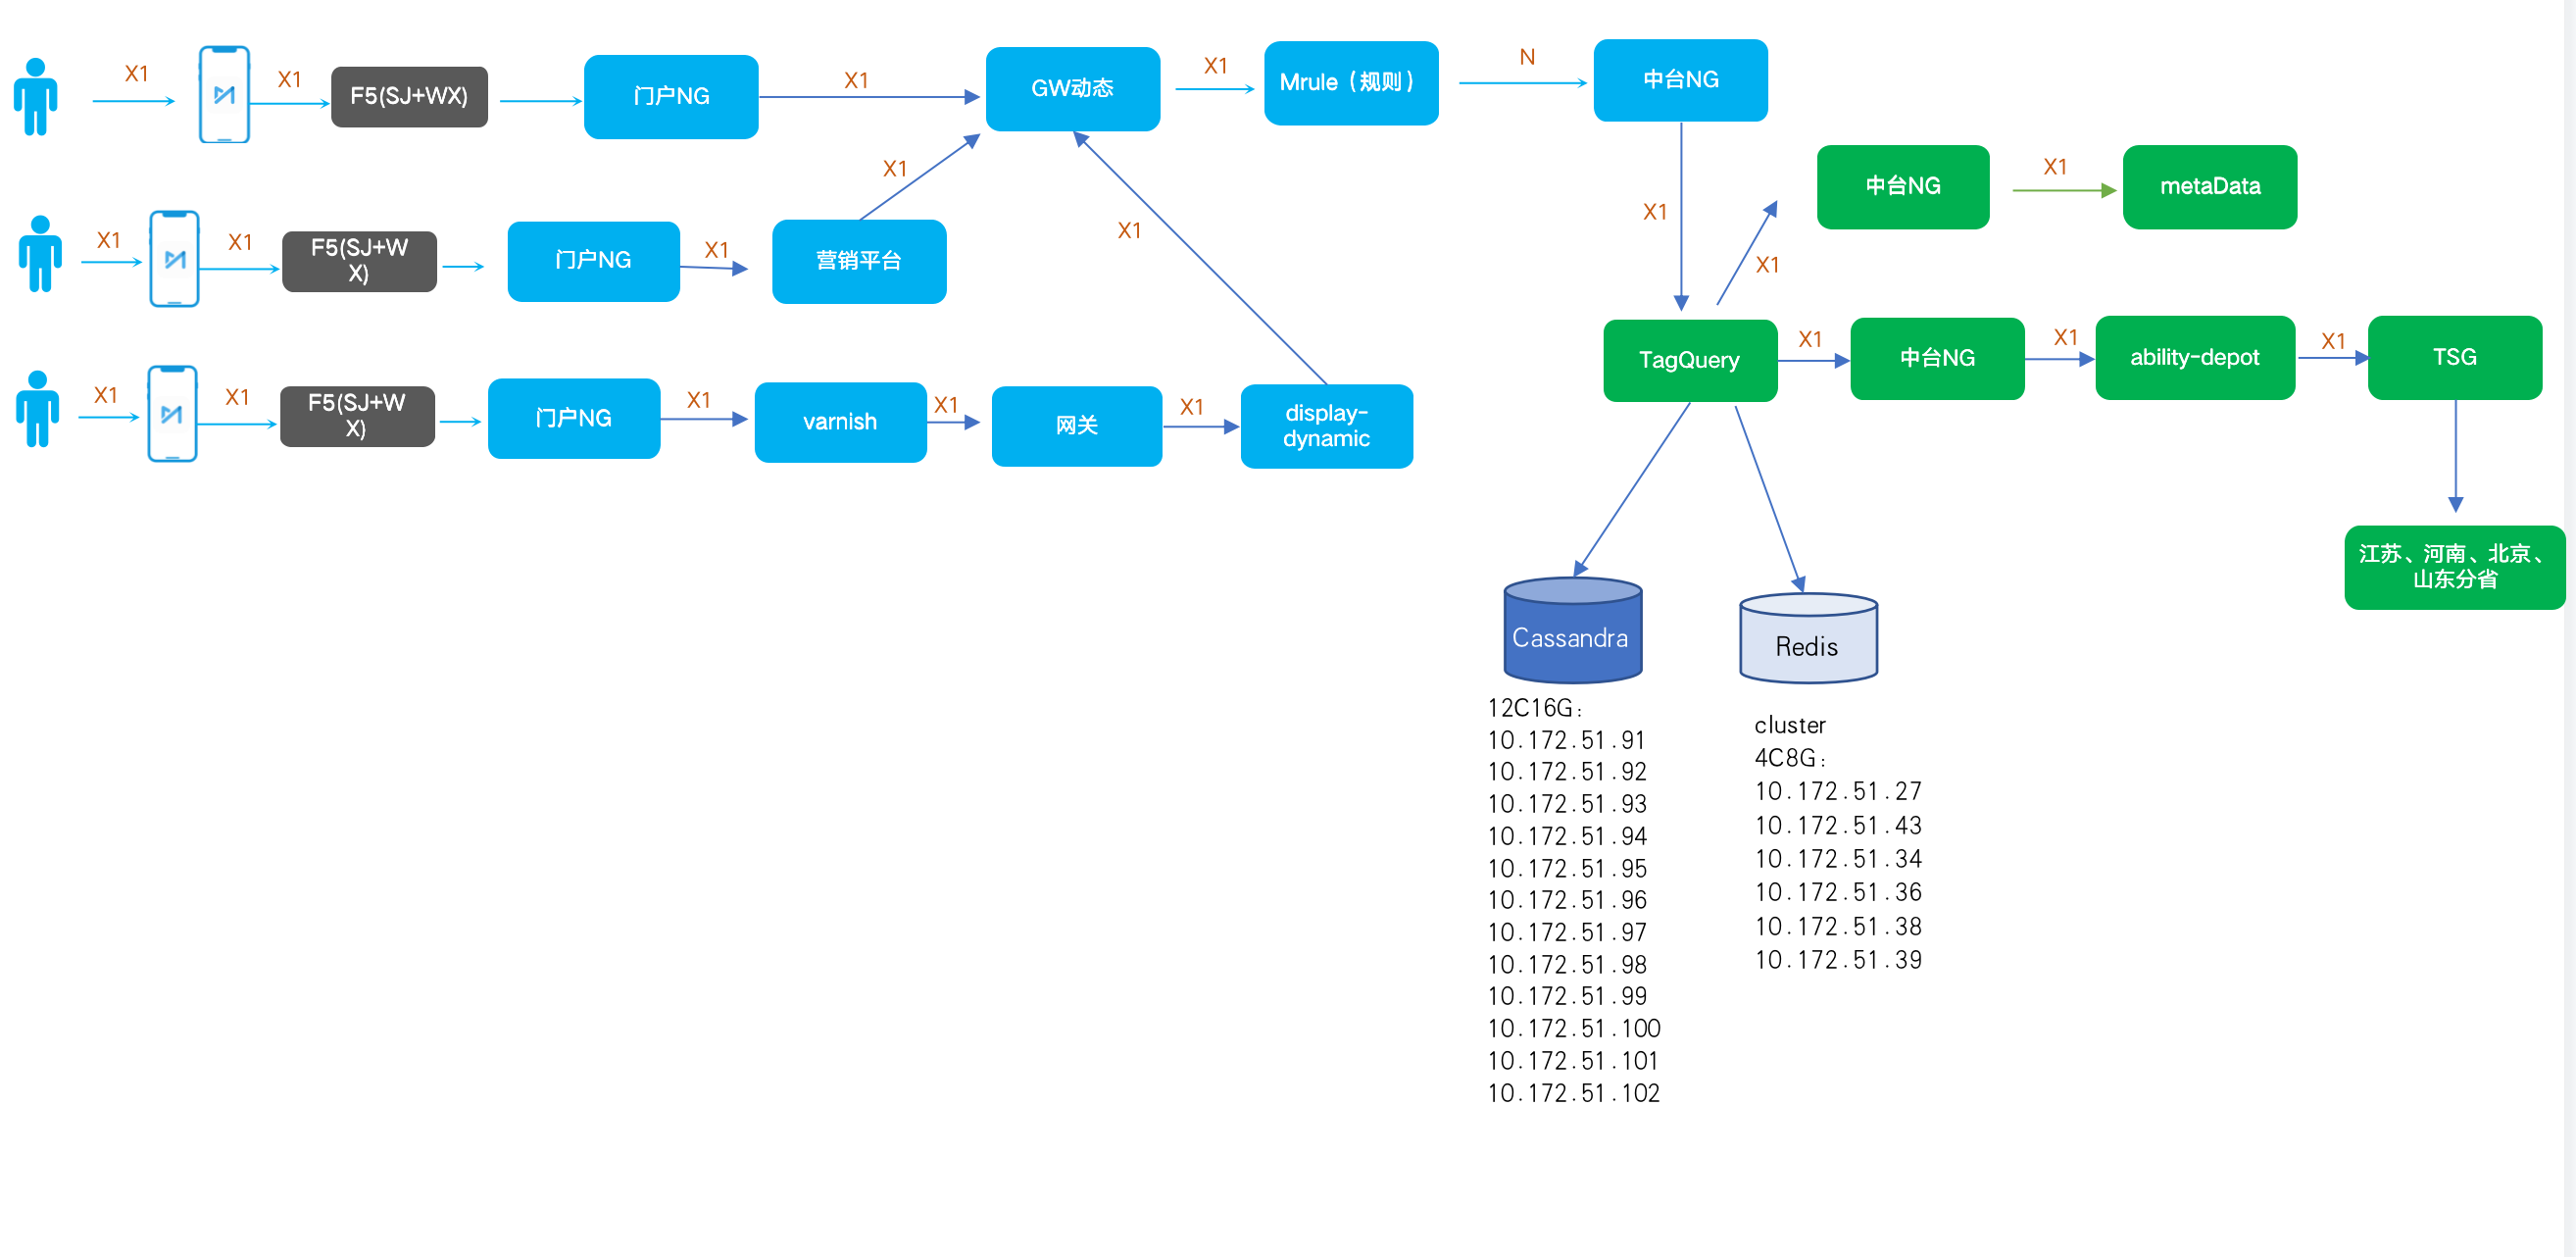 X1
X1
F5(SJ+WX)
门户NG
X1
GW动态
X1
Mrule（规则）
N
中台NG
X1
X1
F5(SJ+W
X)
门户NG
X1
营销平台
X1
X1
X1
X1
中台NG
X1
metaData
X1
X1
F5(SJ+W
X)
门户NG
X1
varnish
X1
网关
X1
display-
dynamic
TagQuery
X1
中台NG
X1
ability-depot
X1
TSG
江苏、河南、北京、
山东分省
Cassandra
12C16G:
10.172.51.91
10.172.51.92
10.172.51.93
10.172.51.94
10.172.51.95
10.172.51.96
10.172.51.97
10.172.51.98
10.172.51.99
10.172.51.100
10.172.51.101
10.172.51.102
Redis
cluster
4C8G:
10.172.51.27
10.172.51.43
10.172.51.34
10.172.51.36
10.172.51.38
10.172.51.39